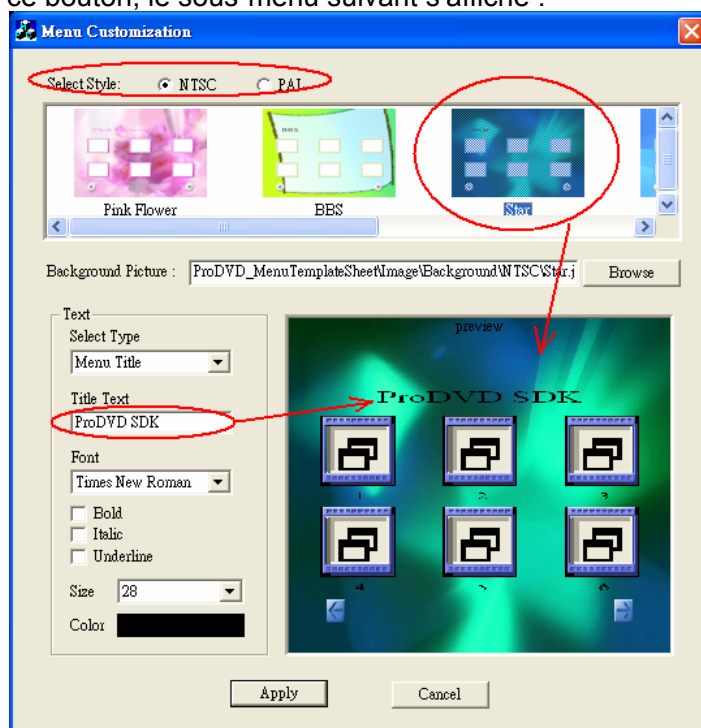 ce bouton, le sous-menu suivant s'affiche :
Menu Customization
Select Style: NTSC PAL
BBS
Pink Flower BBS Star
Background Picture : ProDVD_MenuTemplateSheet\Image\Background\NTSC\Star.j Browse
Text
Select Type
Menu Title
Title Text
ProDVD SDK
Font
Times New Roman
Bold
Italic
Underline
Size 28
Color
preview
ProDVD SDK
1 2 3
4 5 6
Apply Cancel